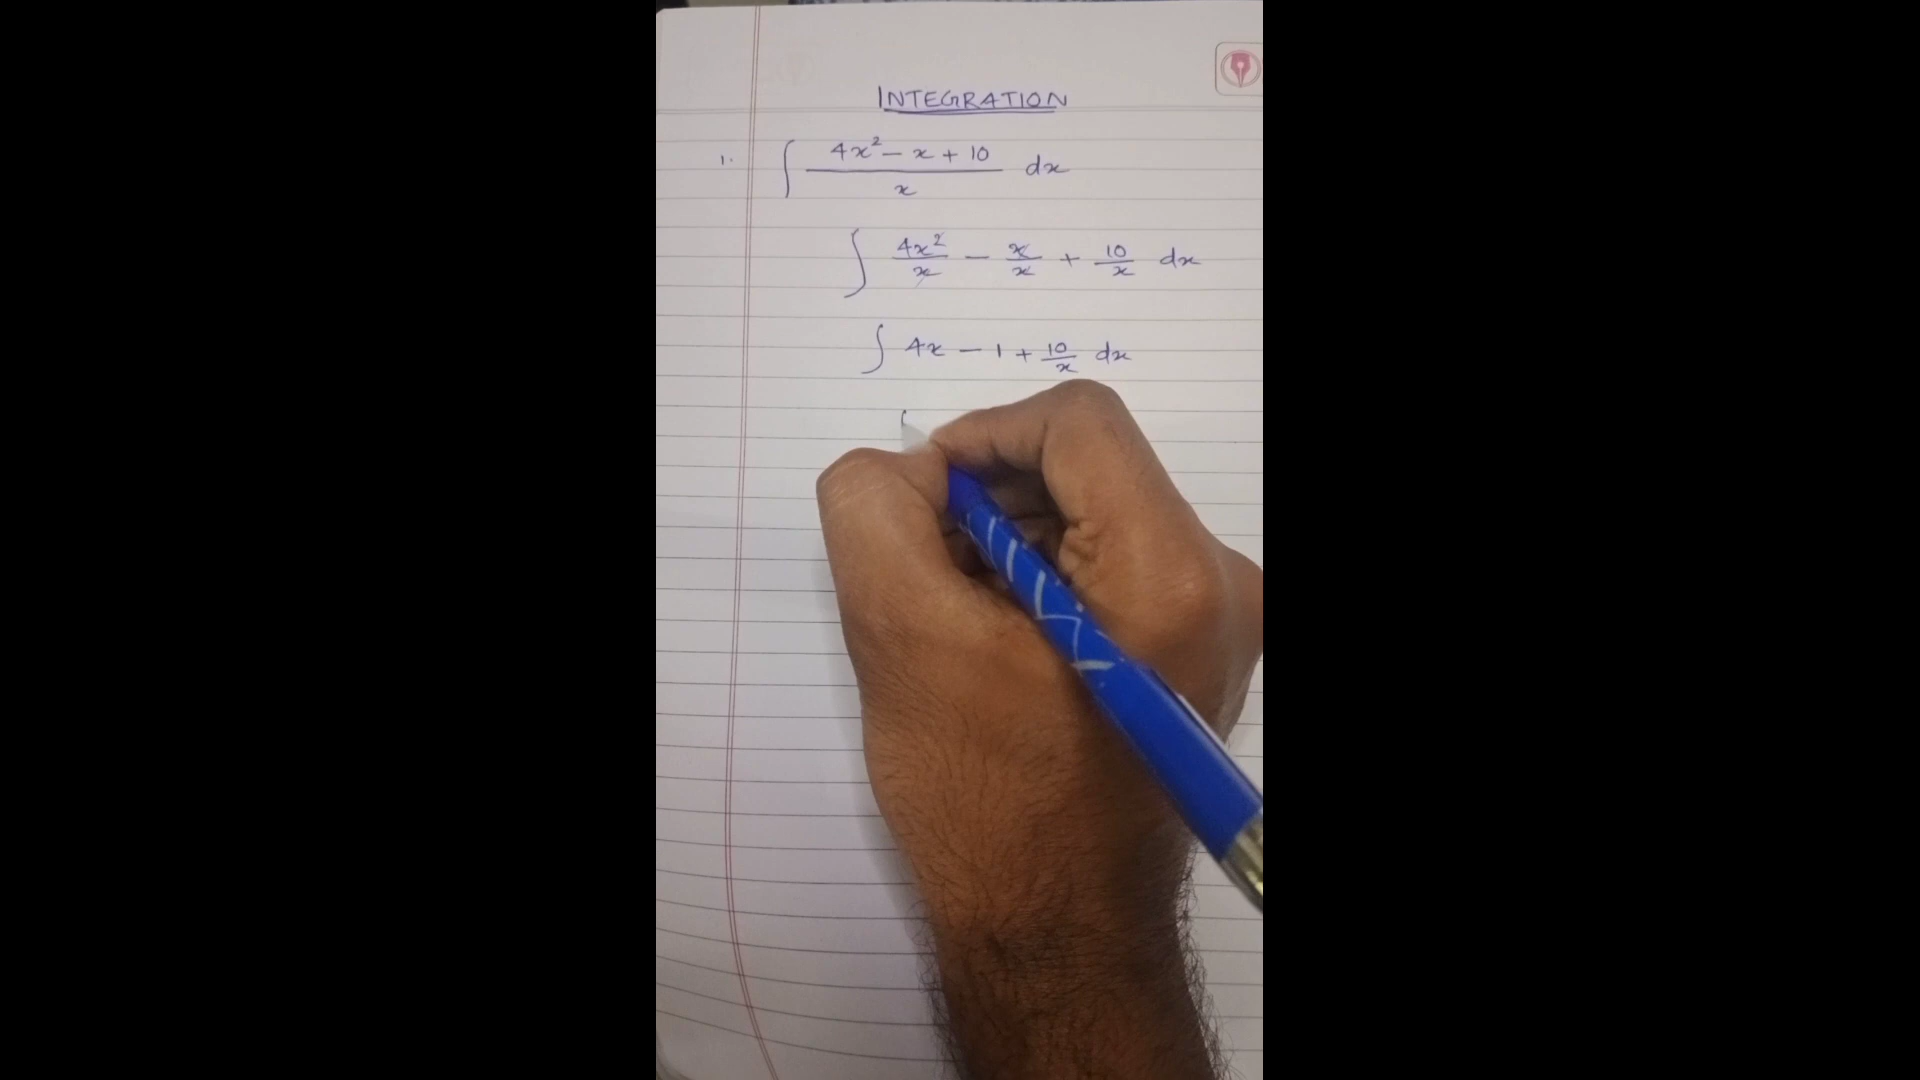 INTEGRATION
1. ∫ (4x² - x + 10)/x dx
∫ 4x²/x - x/x + 10/x dx
∫ 4x - 1 + 10/x dx